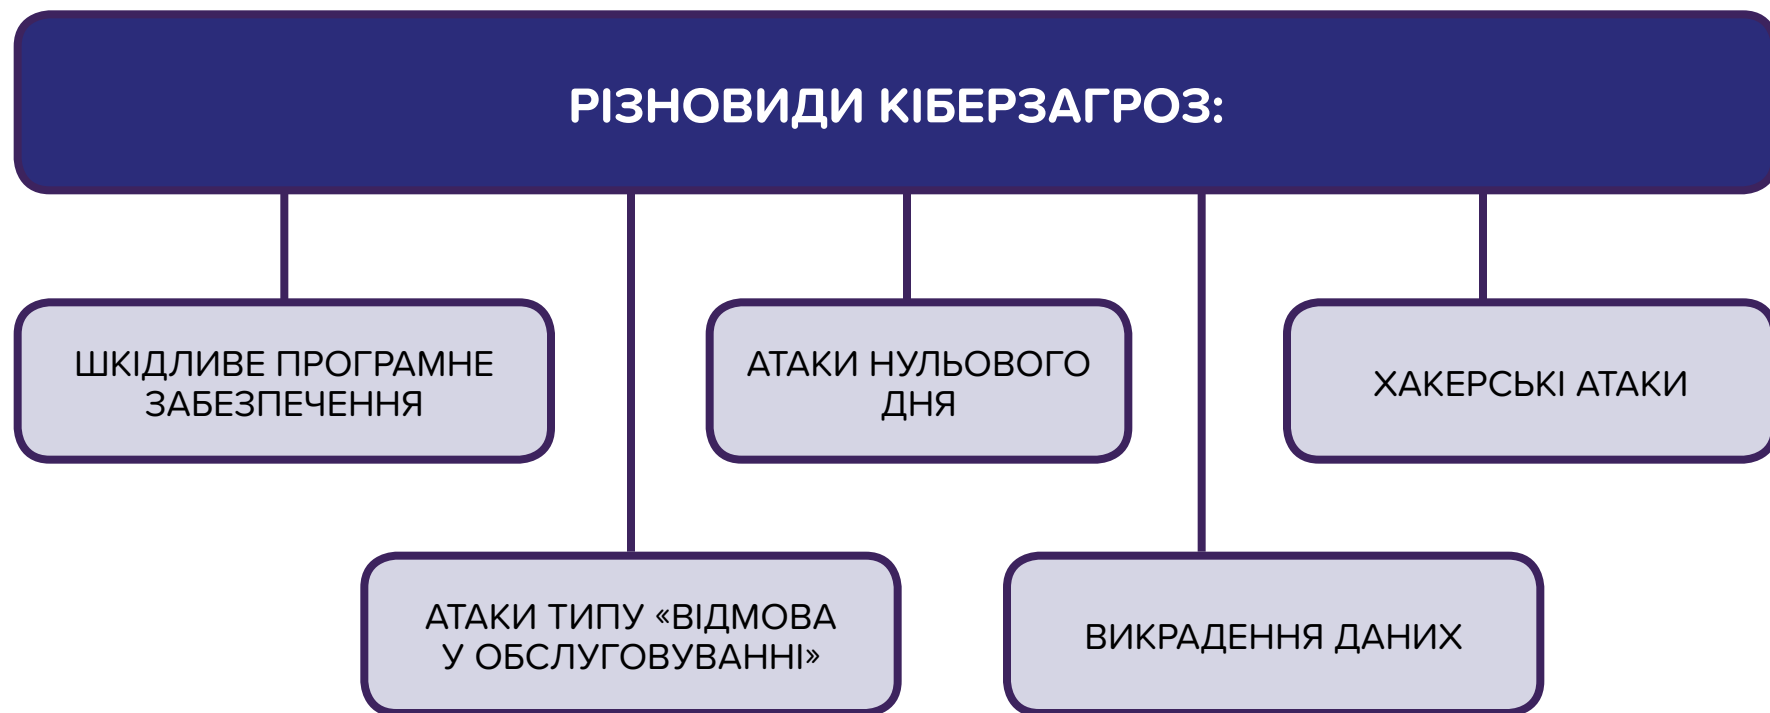 РІЗНОВИДИ КІБЕРЗАГРОЗ:
ШКІДЛИВЕ ПРОГРАМНЕ
ЗАБЕЗПЕЧЕННЯ
АТАКИ НУЛЬОВОГО
ДНЯ
ХАКЕРСЬКІ АТАКИ
АТАКИ ТИПУ «ВІДМОВА
У ОБСЛУГОВУВАННІ»
ВИКРАДЕННЯ ДАНИХ